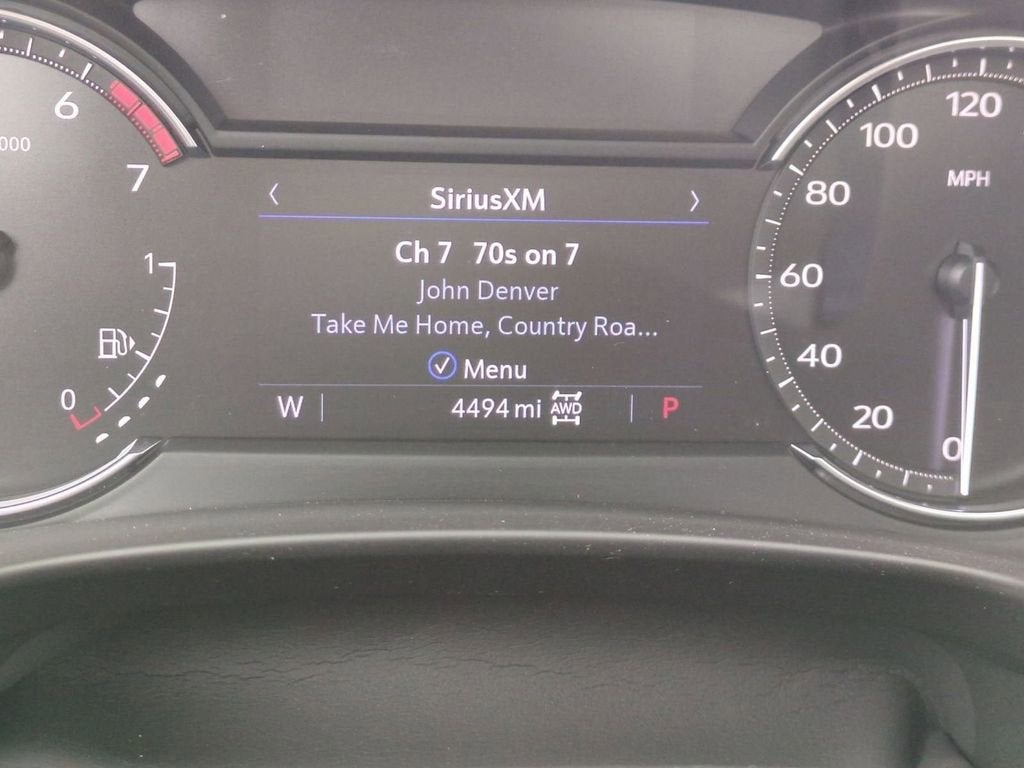 6
000
7
1
0
SiriusXM
Ch 7 70s on 7
John Denver
Take Me Home, Country Roa...
Menu
W
4494 mi AWD
P
120
100
MPH
80
60
40
20
0